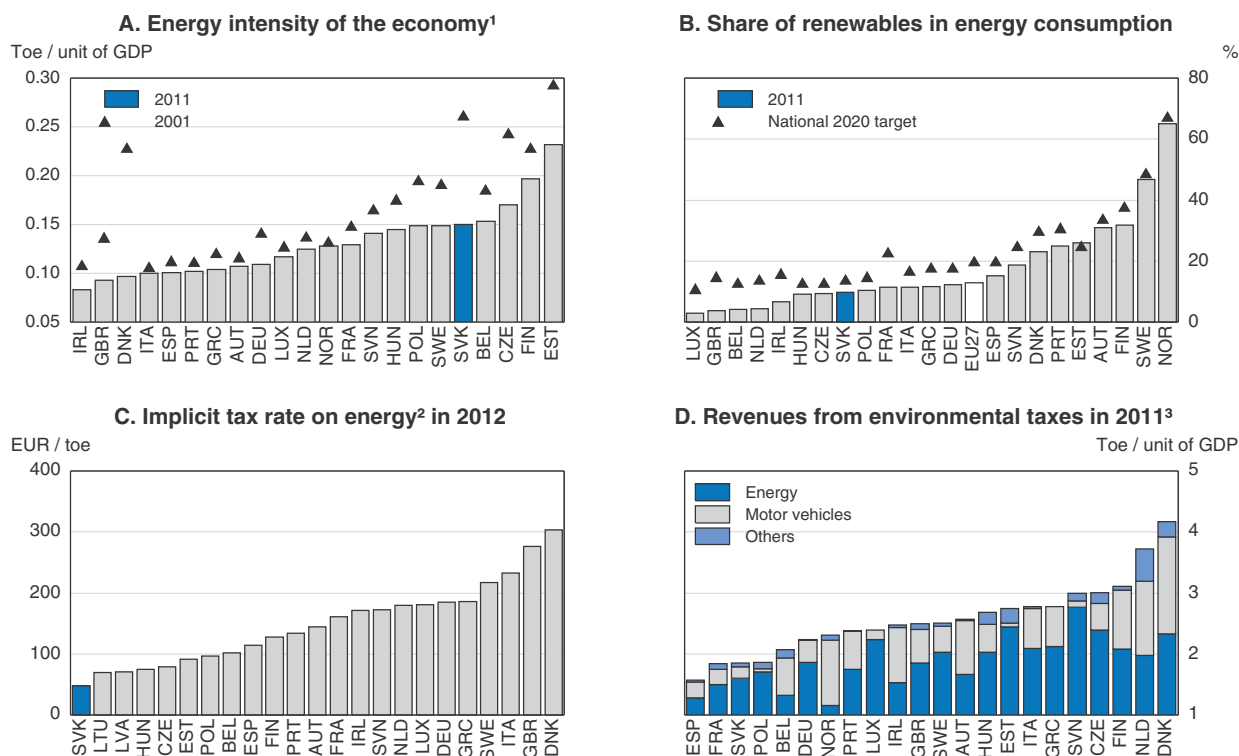 A. Energy intensity of the economy¹
Toe / unit of GDP
0.30
0.25
0.20
0.15
0.10
0.05
2011
2001
IRL GBR DNK ITA ESP PRT GRC AUT DEU LUX NLD NOR FRA SVN HUN POL SWE SVK BEL CZE FIN EST
B. Share of renewables in energy consumption
%
80
60
40
20
0
2011
National 2020 target
LUX GBR BEL NLD IRL HUN CZE SVK POL FRA ITA GRC DEU EU27 ESP SVN DNK PRT EST AUT FIN SWE NOR
C. Implicit tax rate on energy² in 2012
EUR / toe
400
300
200
100
0
SVK LTU LVA HUN CZE EST POL BEL ESP FIN PRT AUT FRA IRL SVN NLD LUX DEU GRC SWE ITA GBR DNK
D. Revenues from environmental taxes in 2011³
Toe / unit of GDP
5
4
3
2
1
Energy
Motor vehicles
Others
ESP FRA SVK POL BEL DEU NOR PRT LUX IRL GBR SWE AUT HUN EST ITA GRC SVN CZE FIN NLD DNK